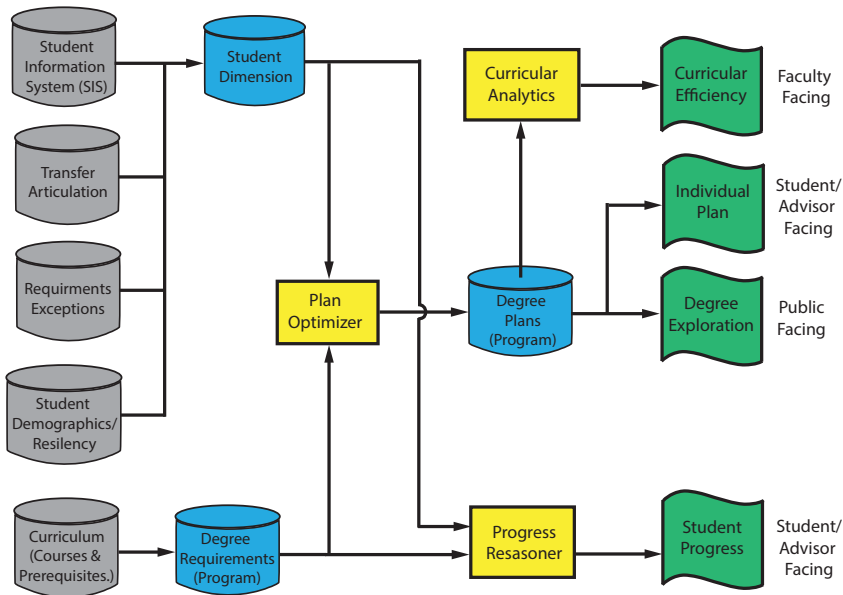 Student
Information
System (SIS)
Student
Dimension
Curricular
Analytics
Curricular
Efficiency
Faculty
Facing
Transfer
Articulation
Individual
Plan
Student/
Advisor
Facing
Requirments
Exceptions
Plan
Optimizer
Degree
Plans
(Program)
Degree
Exploration
Public
Facing
Student
Demographics/
Resilency
Curriculum
(Courses &
Prerequisites.)
Degree
Requirements
(Program)
Progress
Resasoner
Student
Progress
Student/
Advisor
Facing